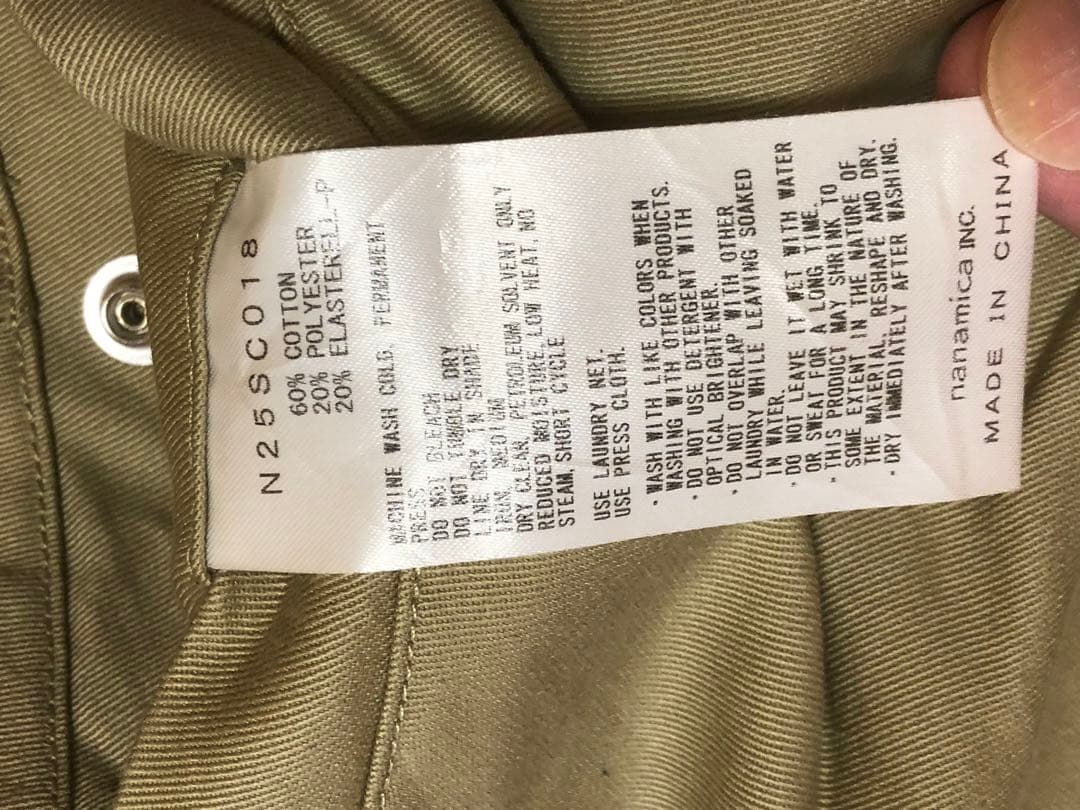 N25SC018
60% COTTON
20% POLYESTER
20% ELASTERELL-P
MACHINE WASH COLD. PERMANENT
PRESS
DO NOT BLEACH
DO NOT TUMBLE DRY
LINE DRY IN SHADE
IRON, MEDIUM
DRY CLEAN, PETROLEUM SOLVENT ONLY
REDUCED MOISTURE, LOW HEAT, NO
STEAM, SHORT CYCLE
USE LAUNDRY NET.
USE PRESS CLOTH.
・WASH WITH LIKE COLORS WHEN
WASHING WITH OTHER PRODUCTS.
・DO NOT USE DETERGENT WITH
OPTICAL BRIGHTENER.
・DO NOT OVERLAP WITH OTHER
LAUNDRY WHILE LEAVING SOAKED
IN WATER.
・DO NOT LEAVE IT WET WITH WATER
OR SWEAT FOR A LONG TIME.
・THIS PRODUCT MAY SHRINK TO
SOME EXTENT IN THE NATURE OF
THE MATERIAL. RESHAPE AND DRY.
・DRY IMMEDIATELY AFTER WASHING.
nanamica INC.
MADE IN CHINA